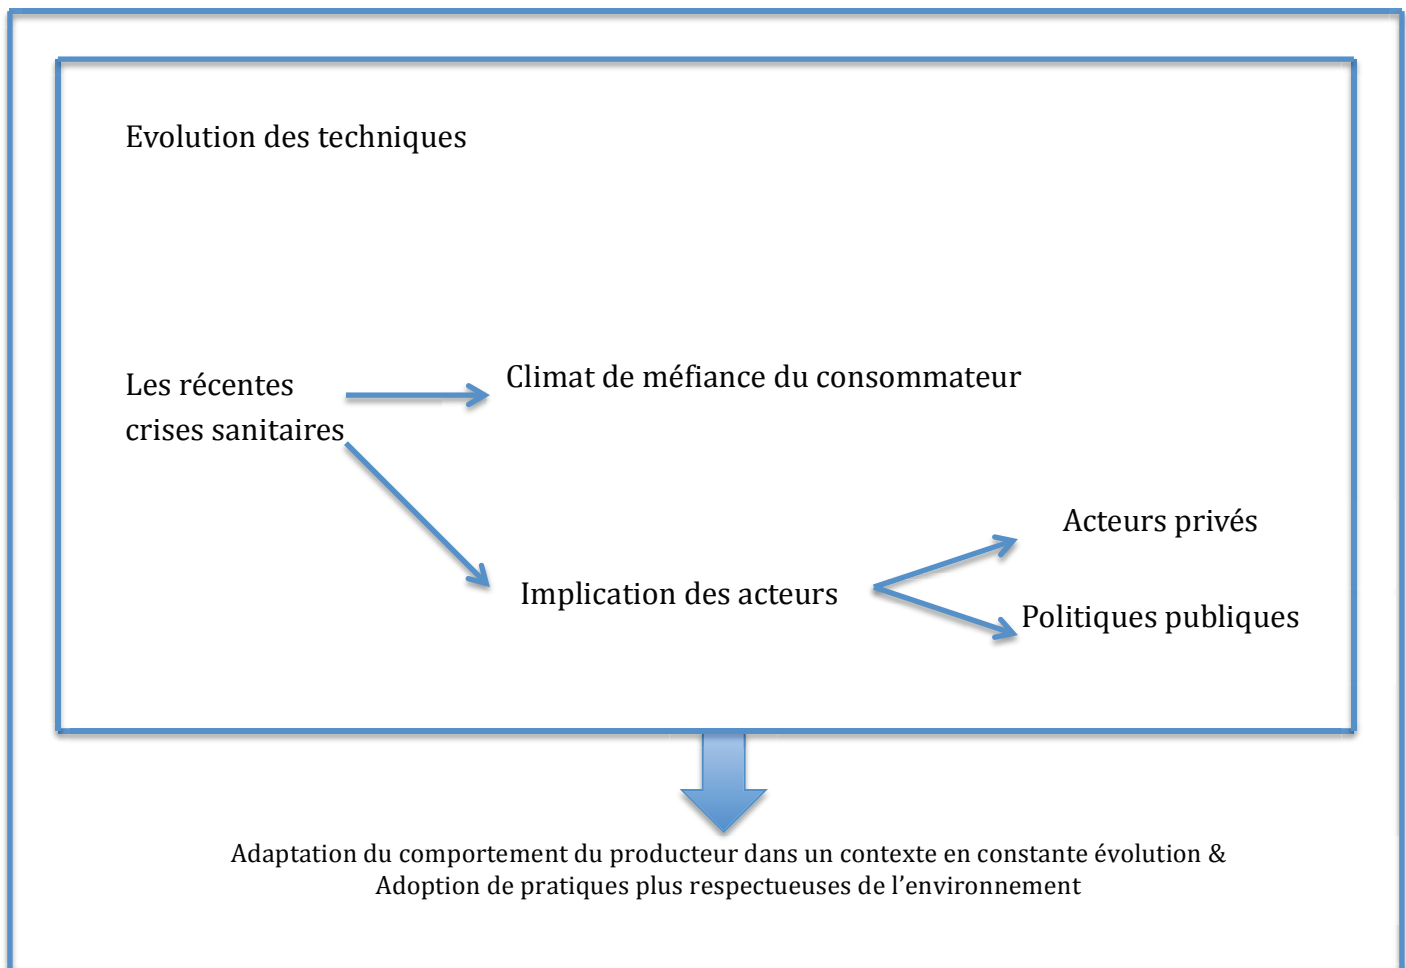 Evolution des techniques
Les récentes
crises sanitaires
Climat de méfiance du consommateur
Implication des acteurs
Acteurs privés
Politiques publiques
Adaptation du comportement du producteur dans un contexte en constante évolution &
Adoption de pratiques plus respectueuses de l’environnement